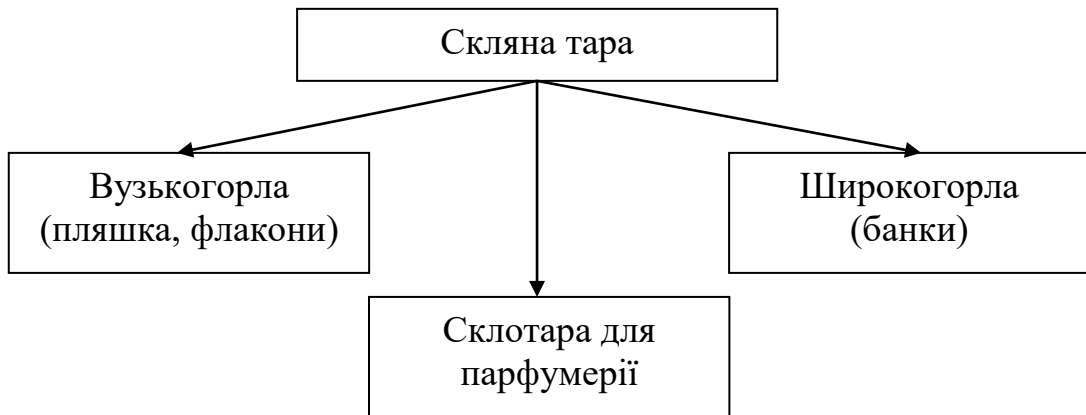 Скляна тара
Вузькогорла
(пляшка, флакони)
Широкогорла
(банки)
Склотара для
парфумерії